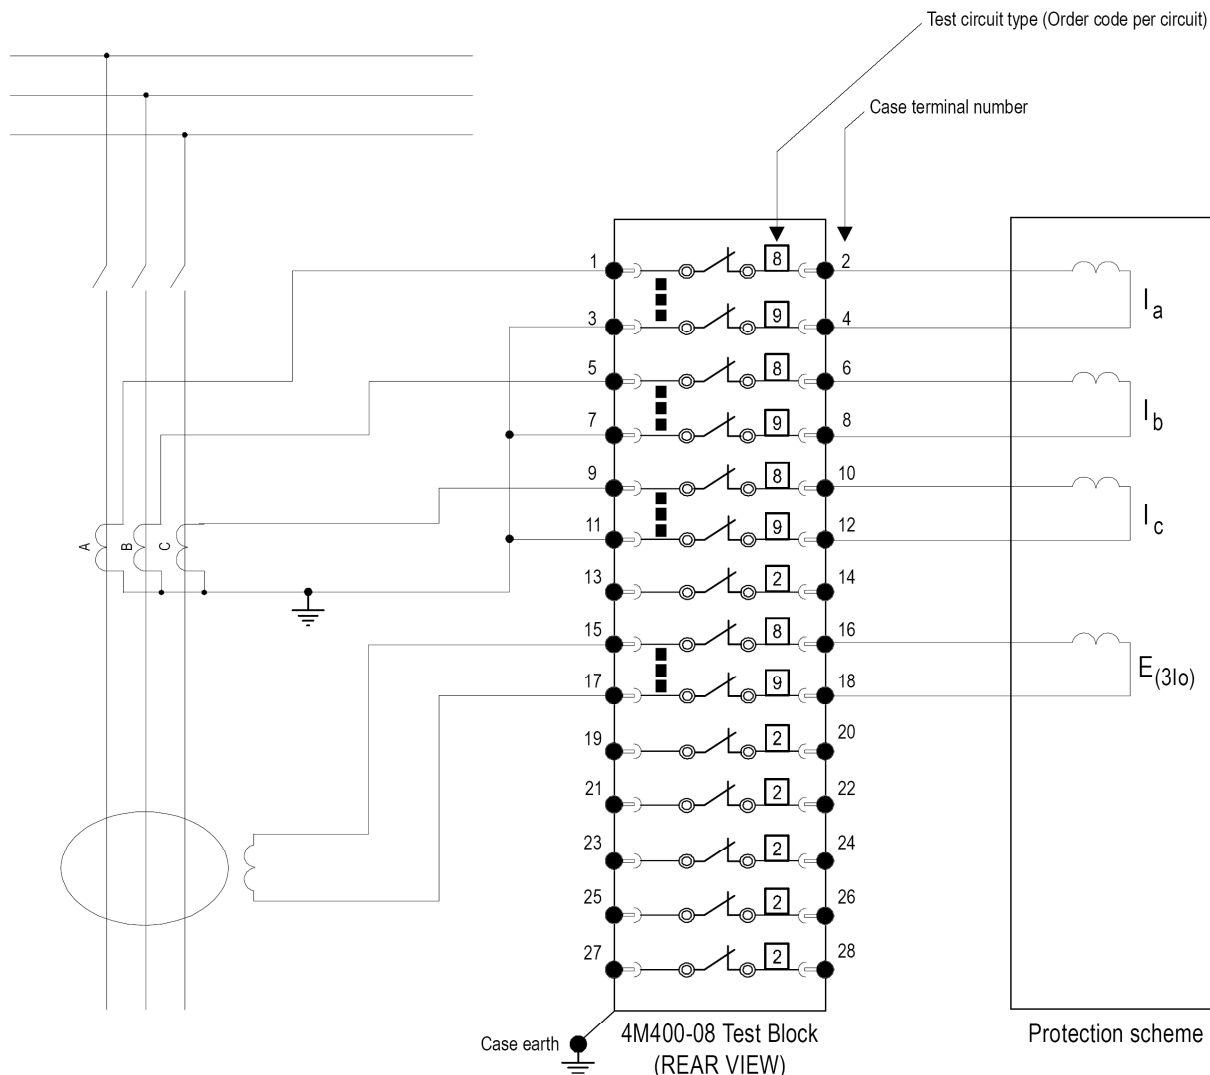 Test circuit type (Order code per circuit)
Case terminal number
1 8 2
3 9 4
I a
5 8 6
7 9 8
I b
9 8 10
11 9 12
I c
A B C
13 2 14
15 8 16
17 9 18
E(3Io)
19 2 20
21 2 22
23 2 24
25 2 26
27 2 28
Case earth
4M400-08 Test Block
(REAR VIEW)
Protection scheme